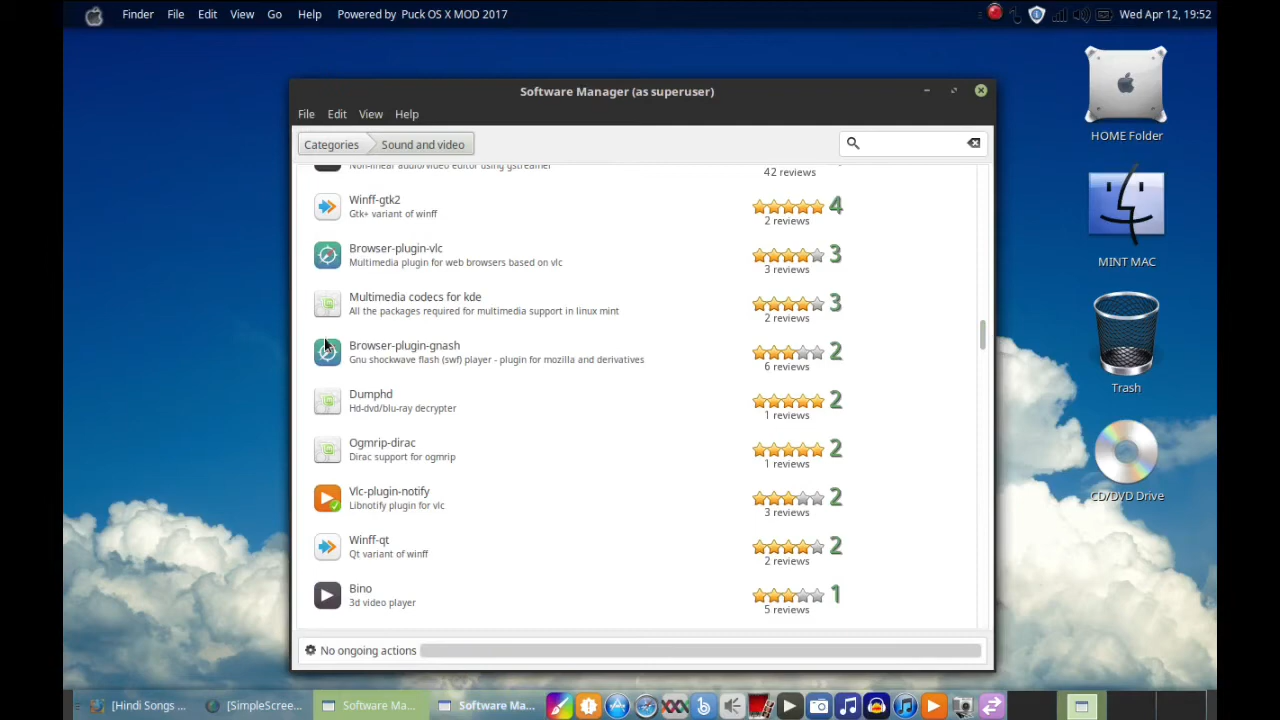 Finder File Edit View Go Help Powered by Puck OS X MOD 2017 Wed Apr 12, 19:52
Software Manager (as superuser)
File Edit View Help
Categories Sound and video
Non-linear audio/video editor using gstreamer
42 reviews
Winff-gtk2
Gtk+ variant of winff
4
2 reviews
Browser-plugin-vlc
Multimedia plugin for web browsers based on vlc
3
3 reviews
Multimedia codecs for kde
All the packages required for multimedia support in linux mint
3
2 reviews
Browser-plugin-gnash
Gnu shockwave flash (swf) player - plugin for mozilla and derivatives
2
6 reviews
Dumphd
Hd-dvd/blu-ray decrypter
2
1 reviews
Ogmrip-dirac
Dirac support for ogmrip
2
1 reviews
Vlc-plugin-notify
Libnotify plugin for vlc
2
3 reviews
Winff-qt
Qt variant of winff
2
2 reviews
Bino
3d video player
1
5 reviews
No ongoing actions
HOME Folder
MINT MAC
Trash
CD/DVD Drive
[Hindi Songs ... [SimpleScree... Software Ma... Software Ma...